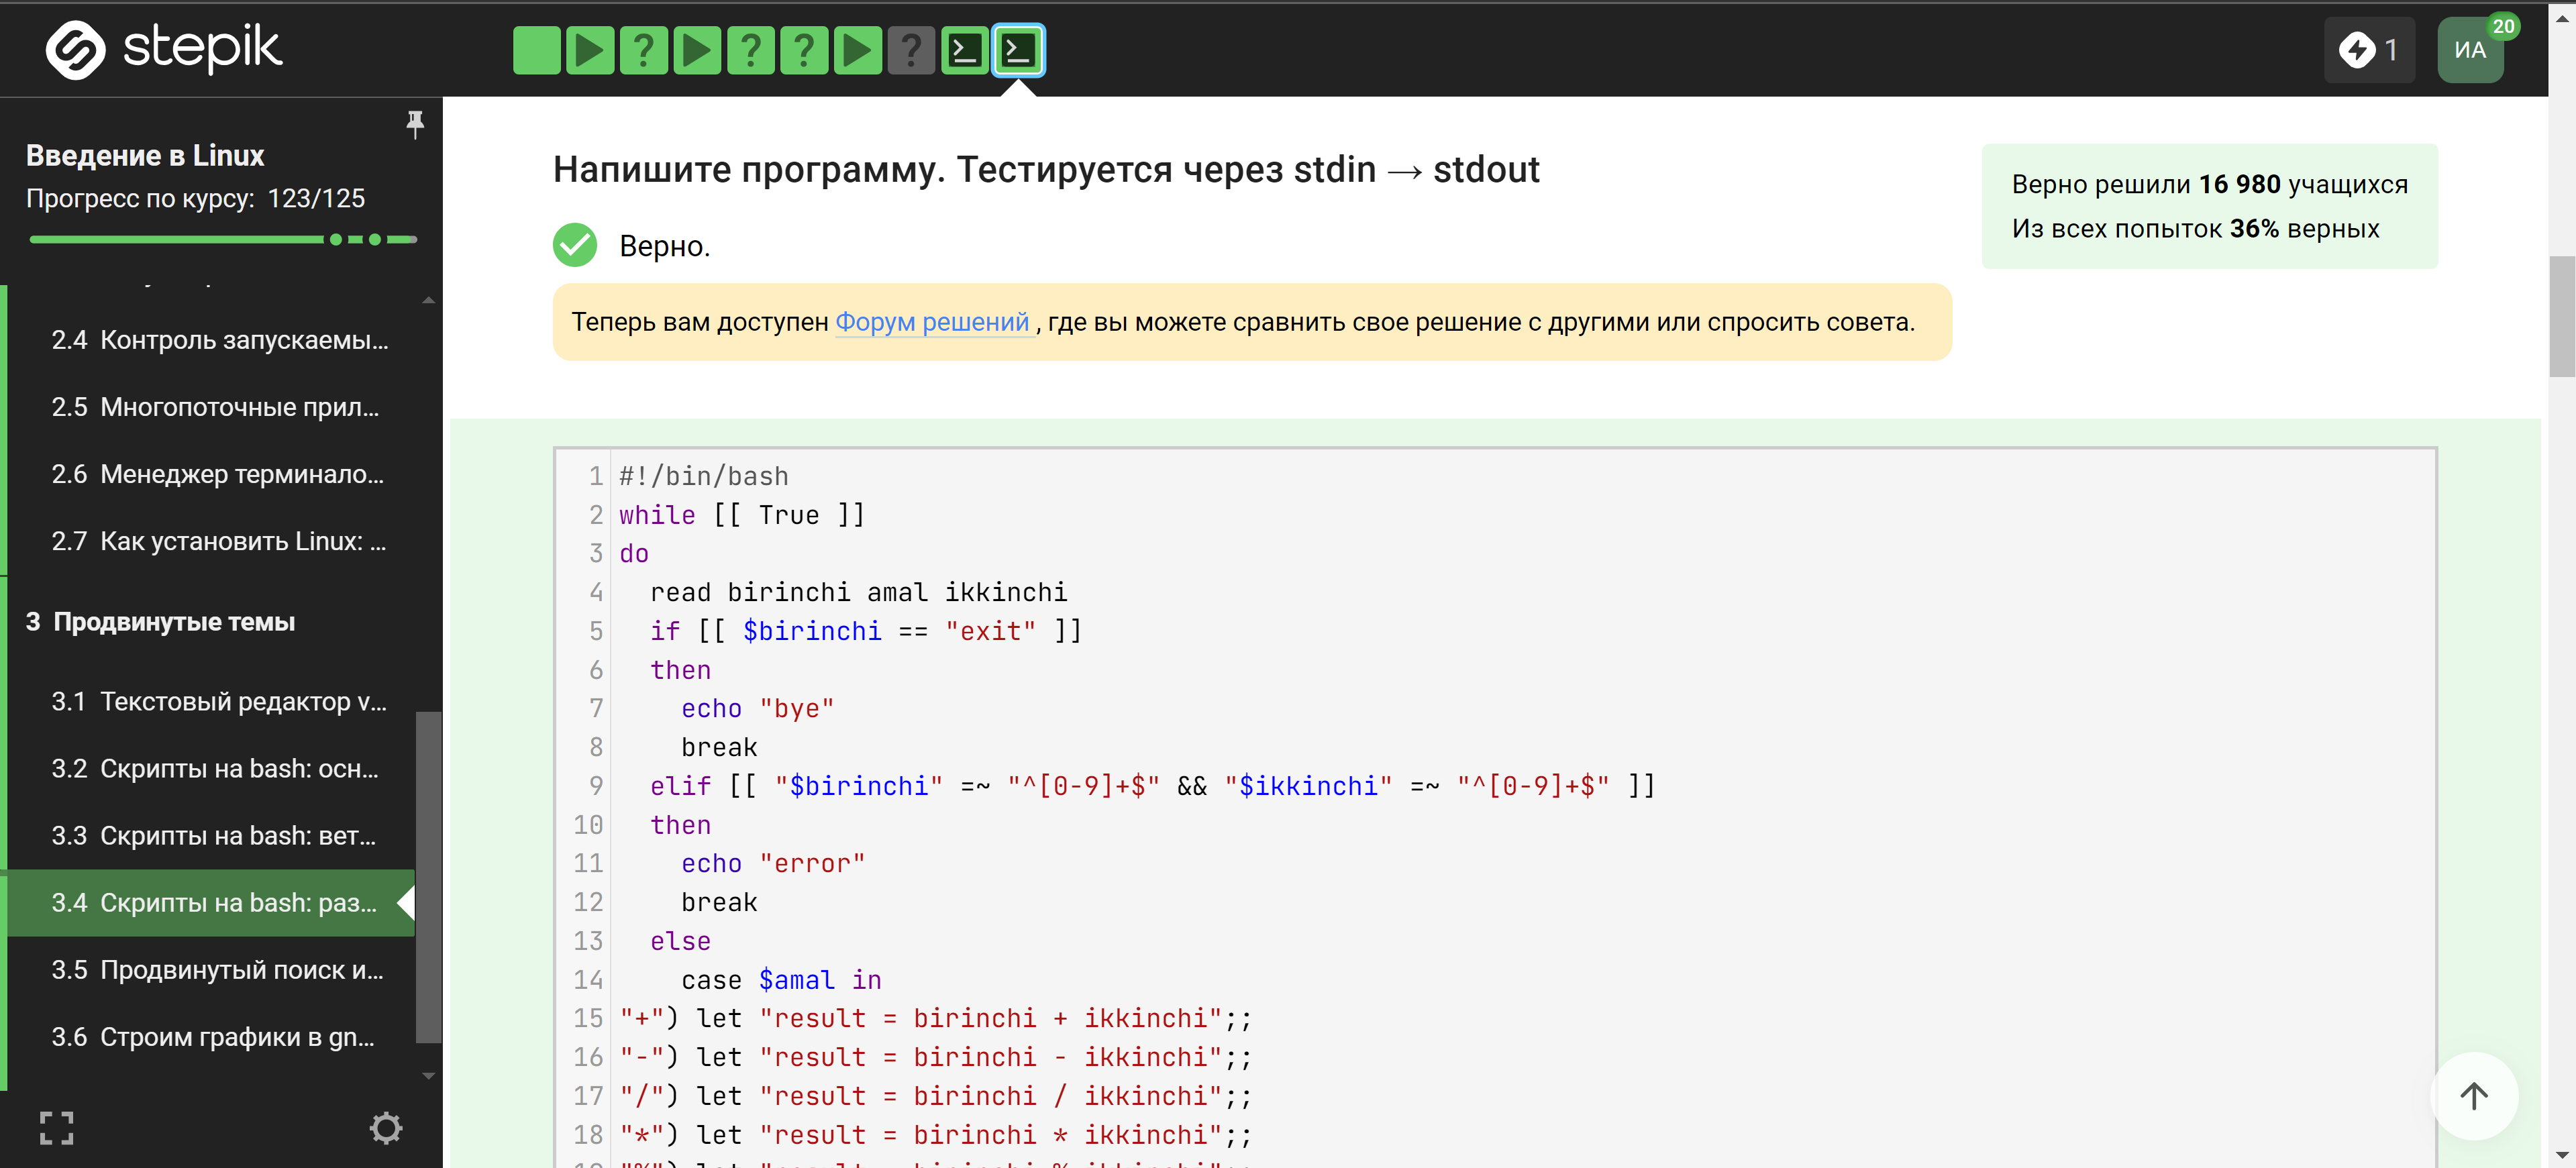 stepik
? ? ? ?
1
ИА
20
Введение в Linux
Прогресс по курсу: 123/125
2.4 Контроль запускаемы...
2.5 Многопоточные прил...
2.6 Менеджер терминало...
2.7 Как установить Linux: ...
3 Продвинутые темы
3.1 Текстовый редактор v...
3.2 Скрипты на bash: осн...
3.3 Скрипты на bash: вет...
3.4 Скрипты на bash: раз...
3.5 Продвинутый поиск и...
3.6 Строим графики в gn...
Напишите программу. Тестируется через stdin → stdout
Верно.
Верно решили 16 980 учащихся
Из всех попыток 36% верных
Теперь вам доступен Форум решений , где вы можете сравнить свое решение с другими или спросить совета.
1 #!/bin/bash
2 while [[ True ]]
3 do
4   read birinchi amal ikkinchi
5   if [[ $birinchi == "exit" ]]
6   then
7     echo "bye"
8     break
9   elif [[ "$birinchi" =~ "^[0-9]+$" && "$ikkinchi" =~ "^[0-9]+$" ]]
10   then
11     echo "error"
12     break
13   else
14     case $amal in
15 "+") let "result = birinchi + ikkinchi";;
16 "-") let "result = birinchi - ikkinchi";;
17 "/") let "result = birinchi / ikkinchi";;
18 "*") let "result = birinchi * ikkinchi";;